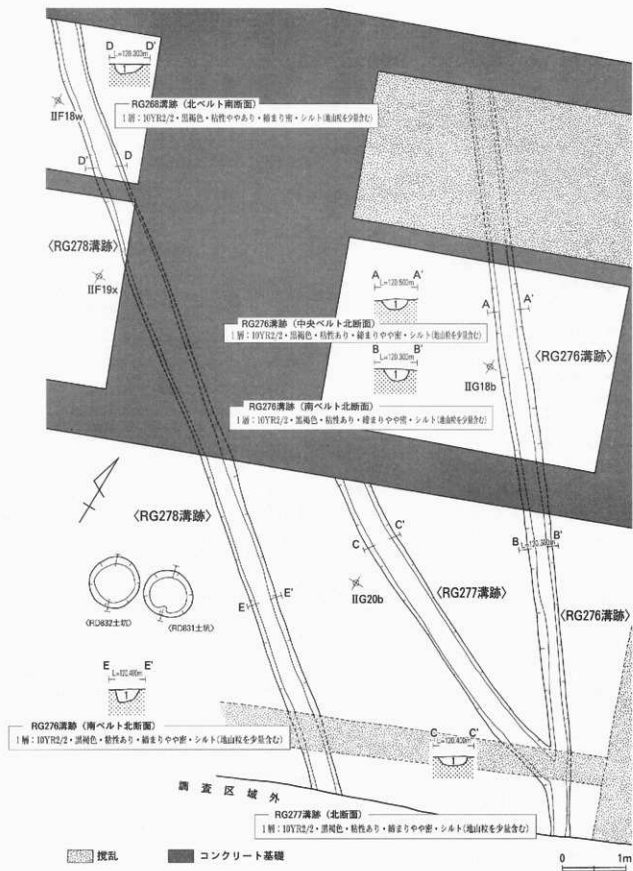 D D'
L=120.300m
1
RG268溝跡（北ベルト南断面）
1層：10YR2/2・黒褐色・粘性ややあり・締まり密・シルト(地山粒を少量含む)
IIF18w
D' D
〈RG278溝跡〉
IIF19x
A A'
L=120.500m
1
RG276溝跡（中央ベルト北断面）
1層：10YR2/2・黒褐色・粘性あり・締まりやや密・シルト(地山粒を少量含む)
A A'
B B'
L=120.300m
1
〈RG276溝跡〉
IIG18b
RG276溝跡（南ベルト北断面）
1層：10YR2/2・黒褐色・粘性あり・締まりやや密・シルト(地山粒を少量含む)
〈RG278溝跡〉
C C'
B B'
IIG20b
〈RG277溝跡〉
〈RG276溝跡〉
〈RD832土坑〉
〈RD831土坑〉
E E'
E E'
1
RG276溝跡（南ベルト北断面）
1層：10YR2/2・黒褐色・粘性あり・締まりやや密・シルト(地山粒を少量含む)
C C'
L=120.400m
1
調査区域外
RG277溝跡（北断面）
1層：10YR2/2・黒褐色・粘性あり・締まりやや密・シルト(地山粒を少量含む)
撹乱
コンクリート基礎
0 1m